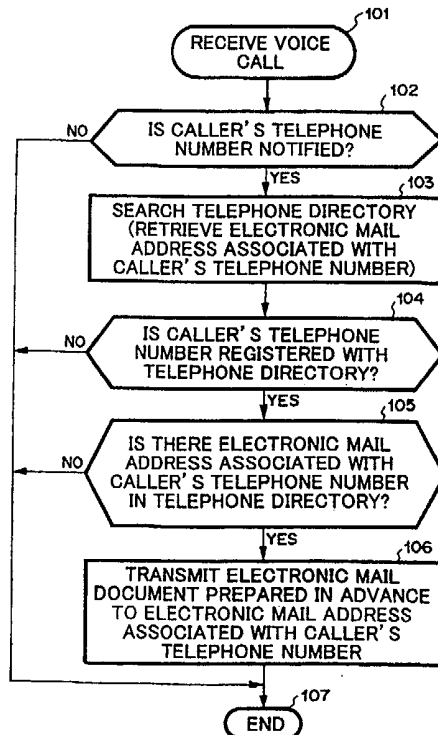 101
RECEIVE VOICE
CALL
102
IS CALLER'S TELEPHONE
NUMBER NOTIFIED?
NO
YES
103
SEARCH TELEPHONE DIRECTORY
(RETRIEVE ELECTRONIC MAIL
ADDRESS ASSOCIATED WITH
CALLER'S TELEPHONE NUMBER)
104
IS CALLER'S TELEPHONE
NUMBER REGISTERED WITH
TELEPHONE DIRECTORY?
NO
YES
105
IS THERE ELECTRONIC MAIL
ADDRESS ASSOCIATED WITH
CALLER'S TELEPHONE NUMBER
IN TELEPHONE DIRECTORY?
NO
YES
106
TRANSMIT ELECTRONIC MAIL
DOCUMENT PREPARED IN ADVANCE
TO ELECTRONIC MAIL ADDRESS
ASSOCIATED WITH CALLER'S
TELEPHONE NUMBER
107
END